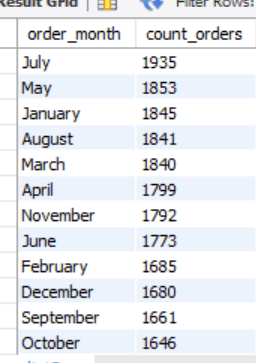 Result Grid Filter Rows:
order_month count_orders
July 1935
May 1853
January 1845
August 1841
March 1840
April 1799
November 1792
June 1773
February 1685
December 1680
September 1661
October 1646